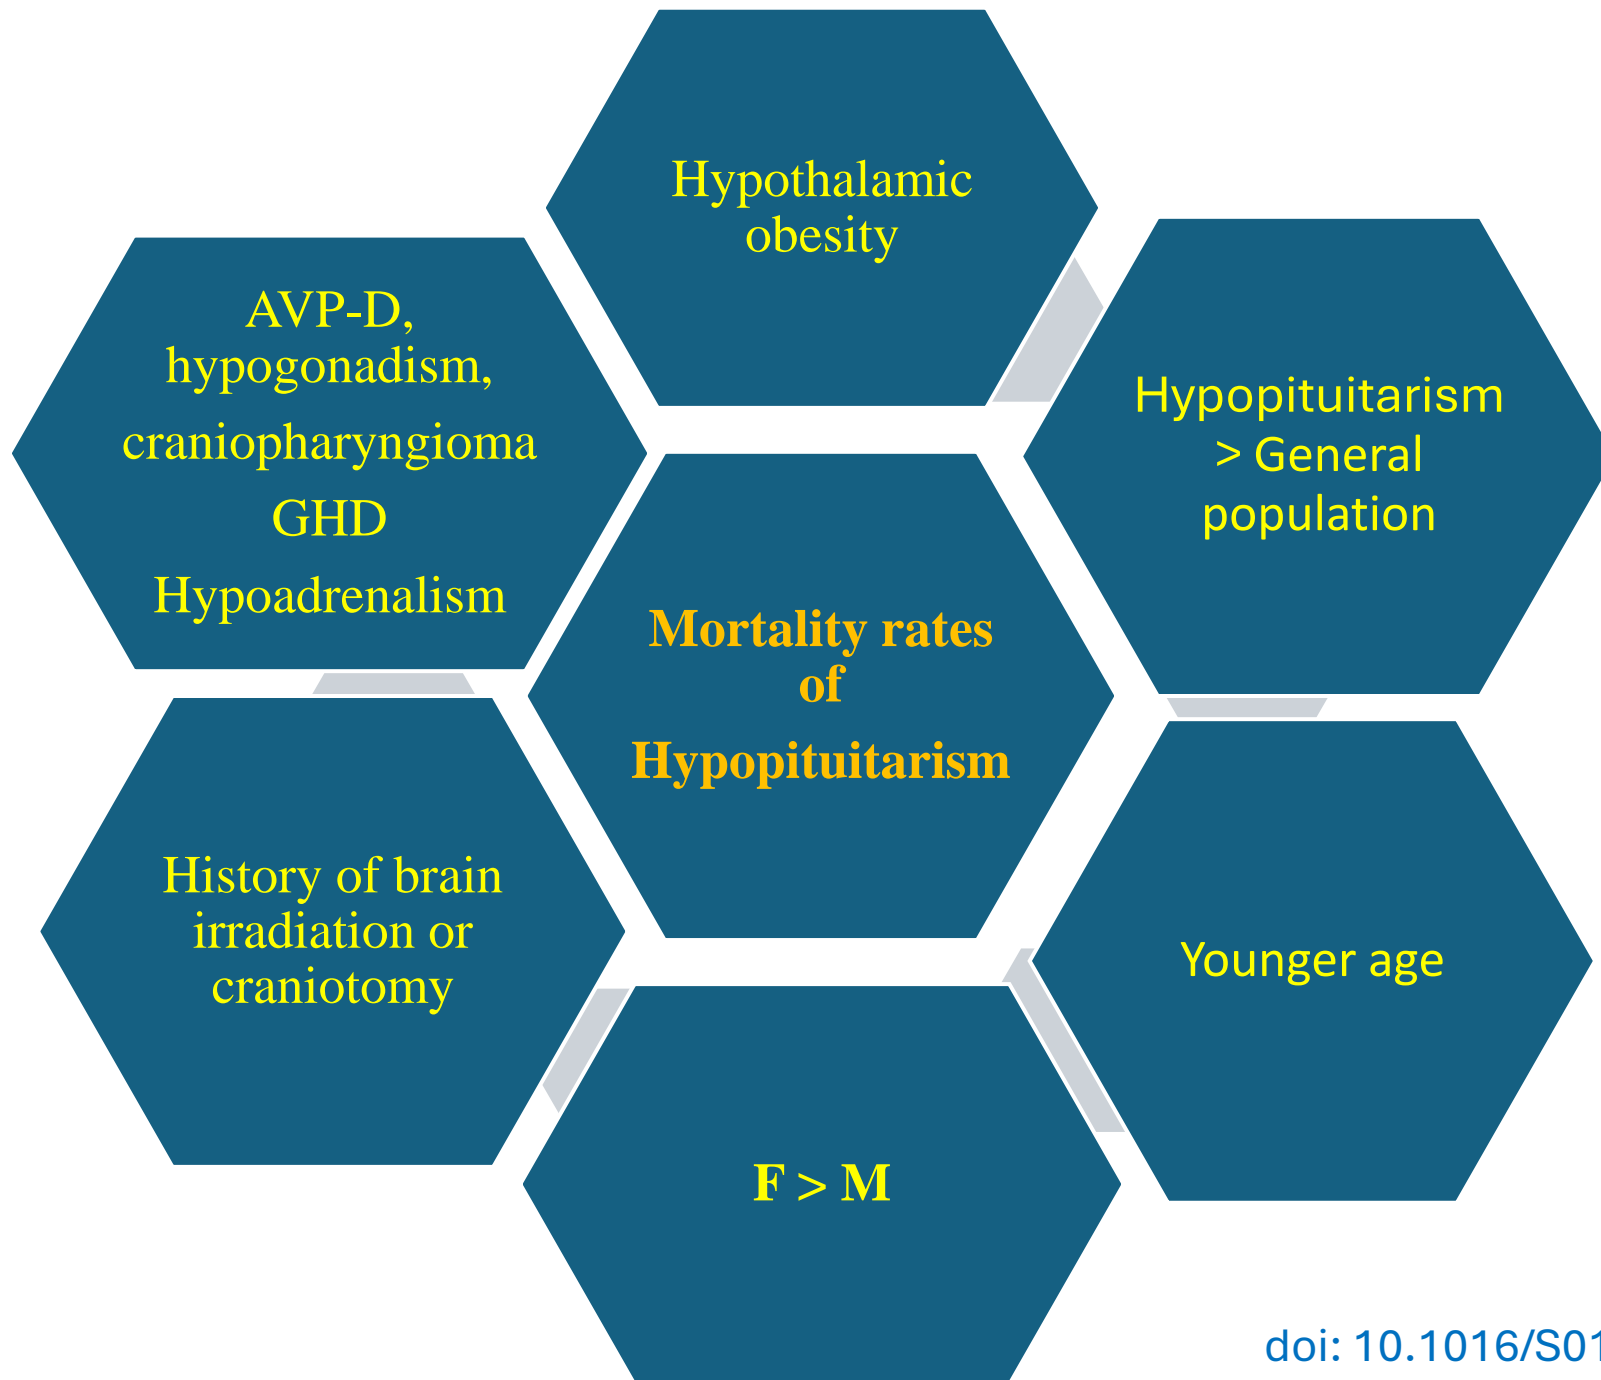 Hypothalamic
obesity
AVP-D,
hypogonadism,
craniopharyngioma
GHD
Hypoadrenalism
Hypopituitarism
> General
population
Mortality rates
of
Hypopituitarism
History of brain
irradiation or
craniotomy
Younger age
F > M
doi: 10.1016/S01